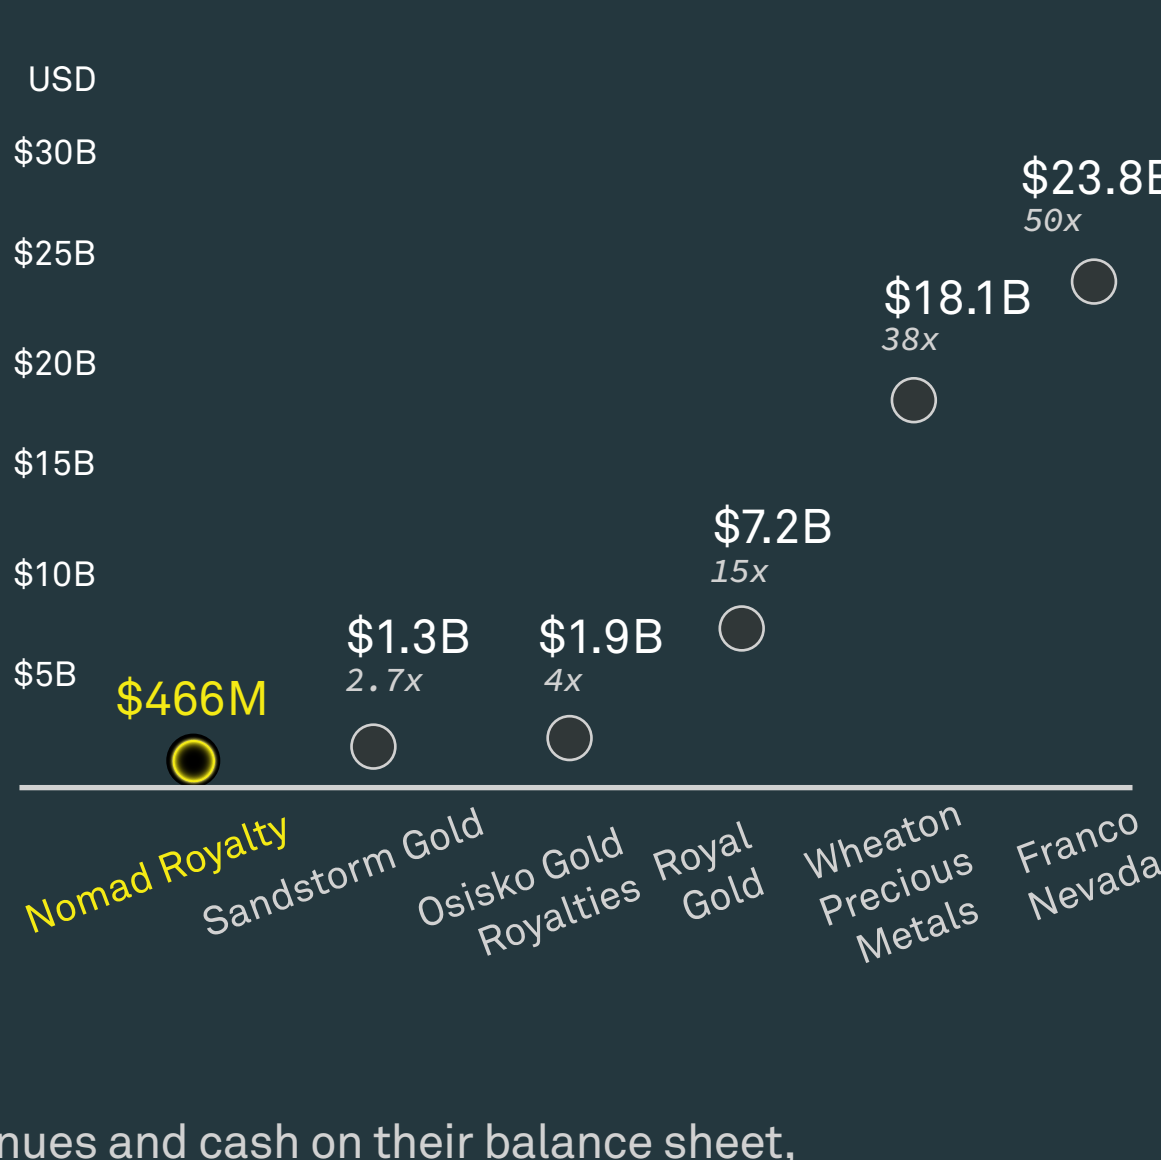 USD
$30B
$25B
$20B
$15B
$10B
$5B
$466M
$1.3B
2.7x
$1.9B
4x
$7.2B
15x
$18.1B
38x
$23.8B
50x
Nomad Royalty
Sandstorm Gold
Osisko Gold
Royalties
Royal
Gold
Wheaton
Precious
Metals
Franco
Nevada
nues and cash on their balance sheet,